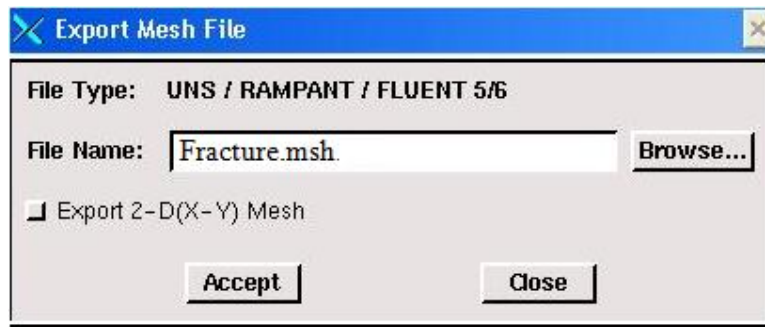 Export Mesh File
File Type: UNS / RAMPANT / FLUENT 5/6
File Name: Fracture.msh. Browse...
Export 2-D(X-Y) Mesh
Accept Close